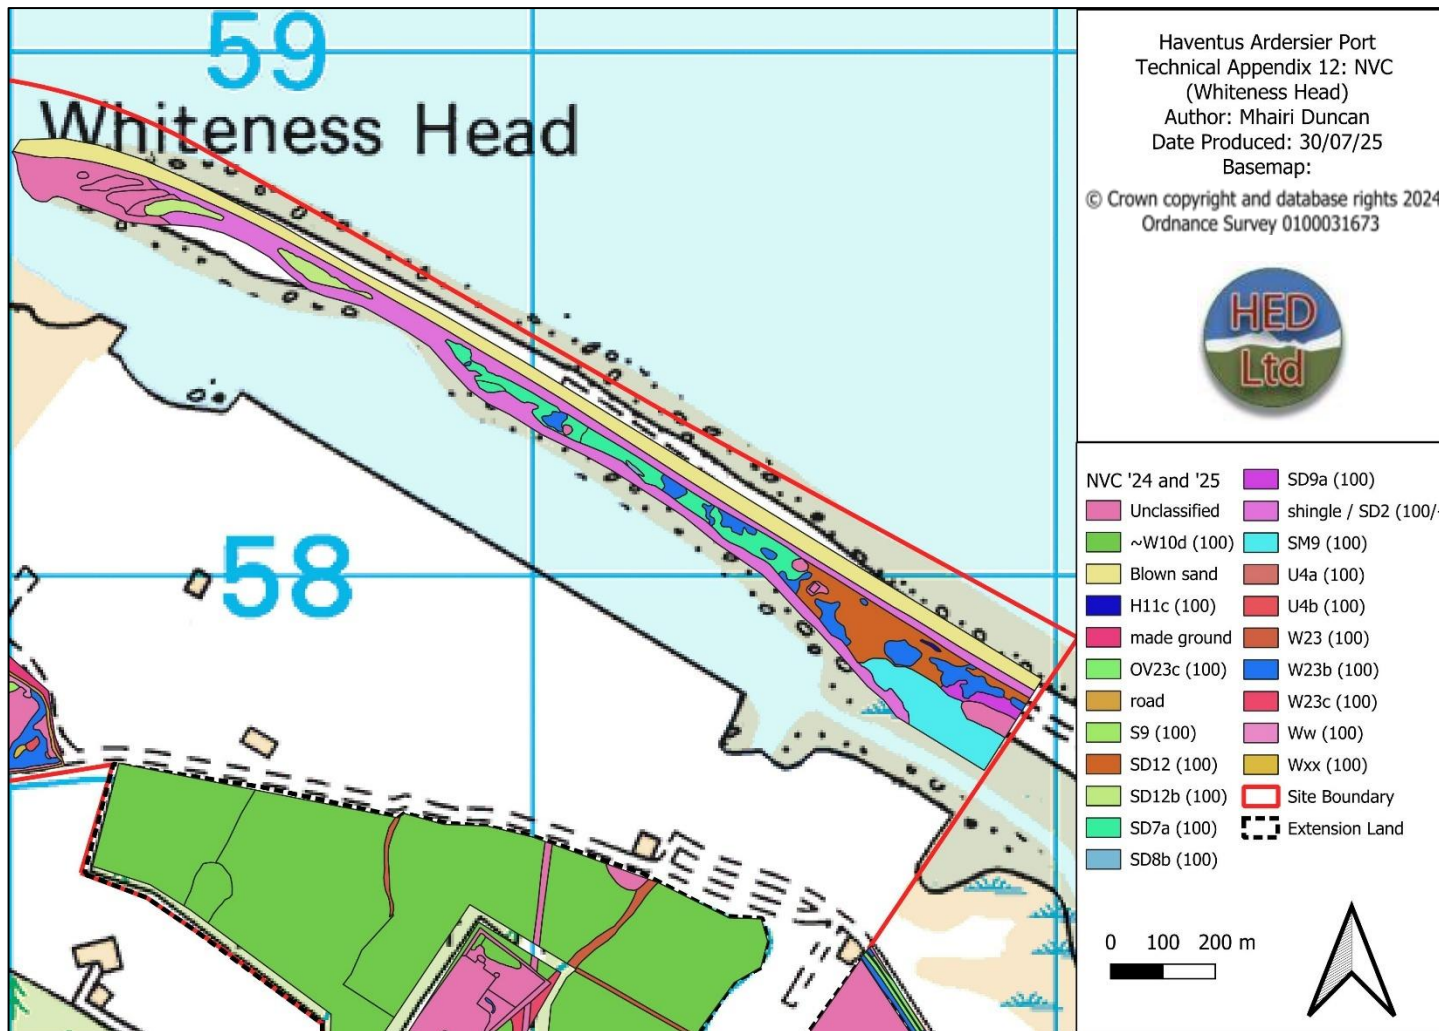 59
Whiteness Head
58
Haventus Ardersier Port
Technical Appendix 12: NVC
(Whiteness Head)
Author: Mhairi Duncan
Date Produced: 30/07/25
Basemap:
© Crown copyright and database rights 2024
Ordnance Survey 0100031673
HED
Ltd
NVC '24 and '25
Unclassified
~W10d (100)
Blown sand
H11c (100)
made ground
OV23c (100)
road
S9 (100)
SD12 (100)
SD12b (100)
SD7a (100)
SD8b (100)
SD9a (100)
shingle / SD2 (100/-
SM9 (100)
U4a (100)
U4b (100)
W23 (100)
W23b (100)
W23c (100)
Ww (100)
Wxx (100)
Site Boundary
Extension Land
0 100 200 m